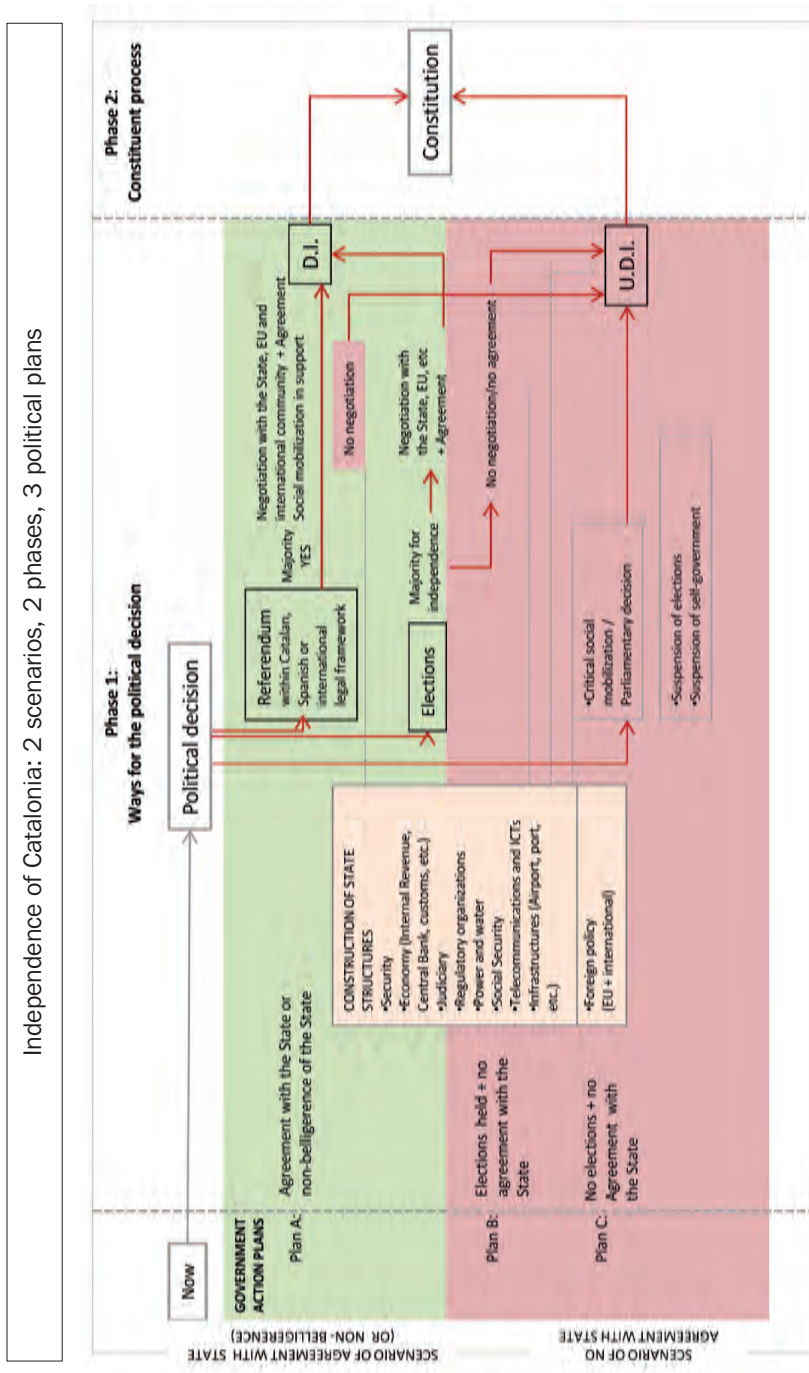 Independence of Catalonia: 2 scenarios, 2 phases, 3 political plans
Phase 1:
Ways for the political decision
Phase 2:
Constituent process
Now
Political decision
GOVERNMENT
ACTION PLANS
SCENARIO OF AGREEMENT WITH STATE
(OR NON- BELLIGERENCE)
Plan A:
Agreement with the State or
non-belligerence of the State
Referendum
within Catalan,
Spanish or
international
legal framework
Majority
YES
Negotiation with the State, EU and
international community + Agreement
Social mobilization in support
D.I.
No negotiation
Elections
Majority for
independence
Negotiation with
the State, EU, etc
+ Agreement
No negotiation/no agreement
Constitution
CONSTRUCTION OF STATE
STRUCTURES
•Security
•Economy (Internal Revenue,
Central Bank, customs, etc.)
•Judiciary
•Regulatory organizations
•Power and water
•Social Security
•Telecommunications and ICTs
•Infrastructures (Airport, port,
etc.)
•Foreign policy
(EU + international)
SCENARIO OF NO
AGREEMENT WITH STATE
Plan B:
Elections held + no
agreement with the
State
Plan C:
No elections + no
Agreement with
the State
•Critical social
mobilization /
Parliamentary decision
U.D.I.
•Suspension of elections
•Suspension of self-government